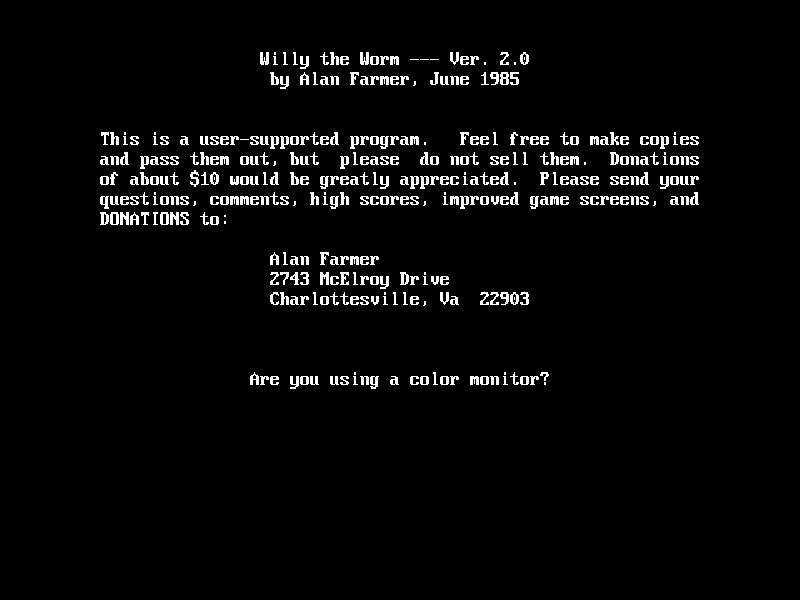 Willy the Worm --- Ver. 2.0
by Alan Farmer, June 1985
This is a user-supported program.   Feel free to make copies
and pass them out, but  please  do not sell them.  Donations
of about $10 would be greatly appreciated.  Please send your
questions, comments, high scores, improved game screens, and
DONATIONS to:
Alan Farmer
2743 McElroy Drive
Charlottesville, Va  22903
Are you using a color monitor?